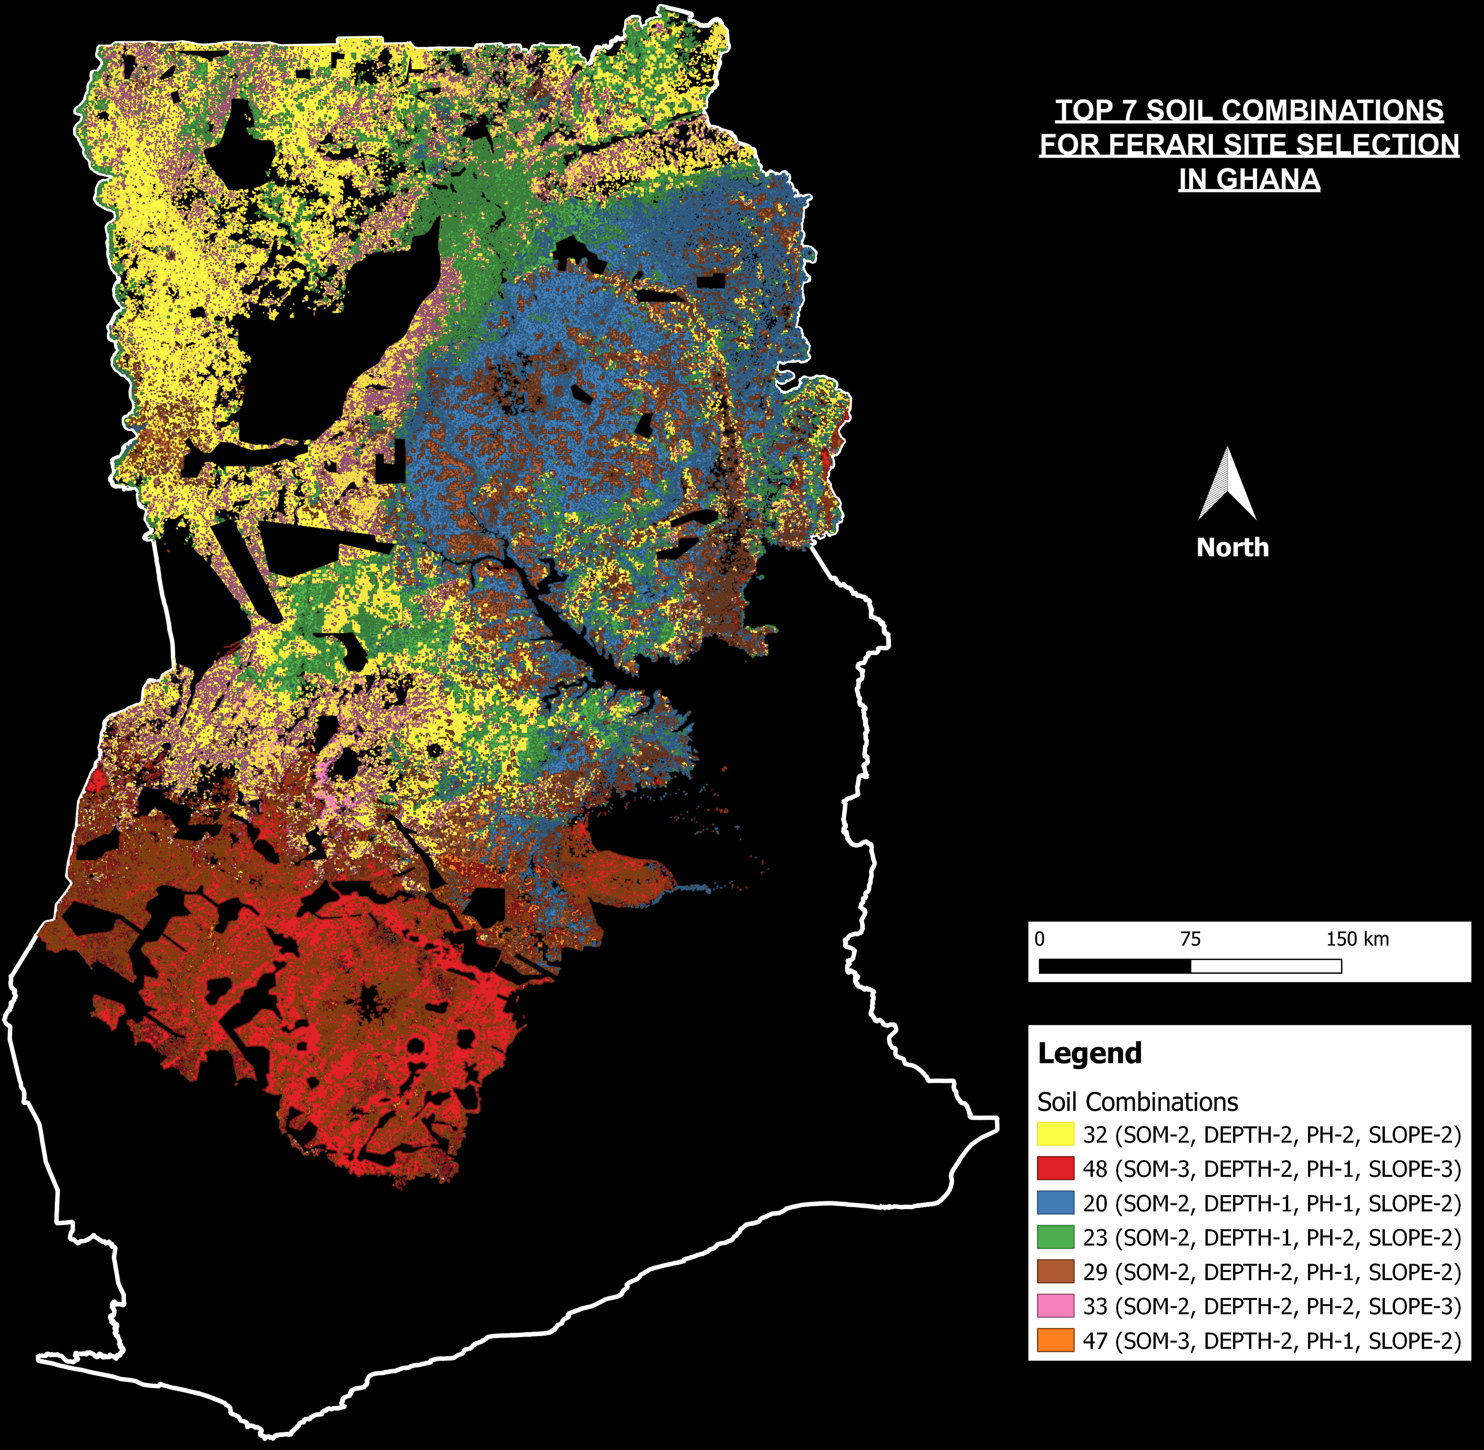 TOP 7 SOIL COMBINATIONS
FOR FERARI SITE SELECTION
IN GHANA
North
0 75 150 km
Legend
Soil Combinations
32 (SOM-2, DEPTH-2, PH-2, SLOPE-2)
48 (SOM-3, DEPTH-2, PH-1, SLOPE-3)
20 (SOM-2, DEPTH-1, PH-1, SLOPE-2)
23 (SOM-2, DEPTH-1, PH-2, SLOPE-2)
29 (SOM-2, DEPTH-2, PH-1, SLOPE-2)
33 (SOM-2, DEPTH-2, PH-2, SLOPE-3)
47 (SOM-3, DEPTH-2, PH-1, SLOPE-2)